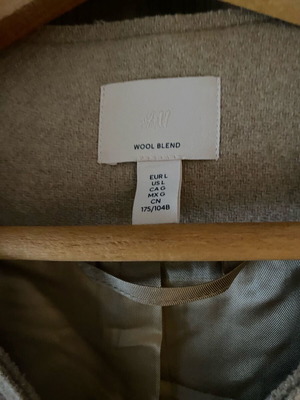 H&M
WOOL BLEND
EUR L
US L
CA G
MX G
CN
175/104B